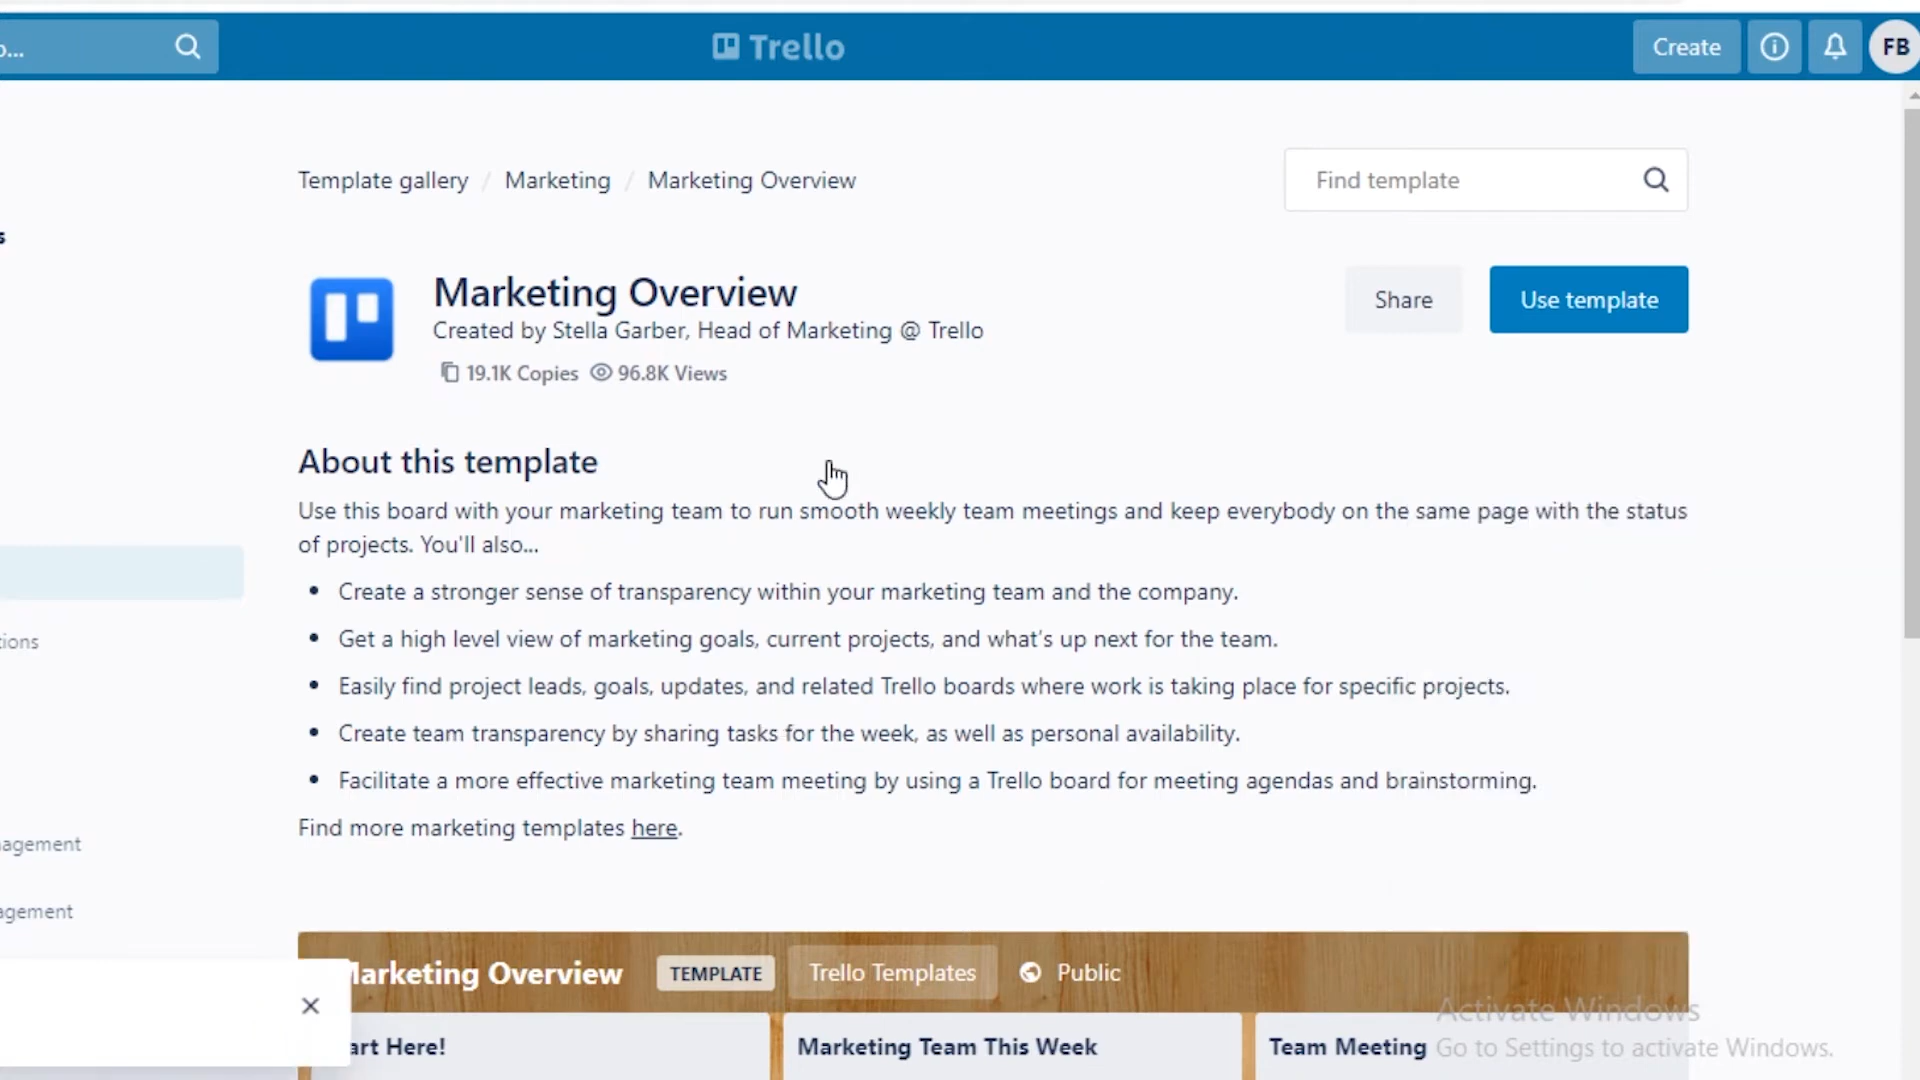 o...
Trello
Create
FB
Template gallery / Marketing / Marketing Overview
Find template
s
Marketing Overview
Created by Stella Garber, Head of Marketing @ Trello
19.1K Copies 96.8K Views
Share
Use template
About this template
Use this board with your marketing team to run smooth weekly team meetings and keep everybody on the same page with the status
of projects. You'll also...
• Create a stronger sense of transparency within your marketing team and the company.
• Get a high level view of marketing goals, current projects, and what's up next for the team.
• Easily find project leads, goals, updates, and related Trello boards where work is taking place for specific projects.
• Create team transparency by sharing tasks for the week, as well as personal availability.
• Facilitate a more effective marketing team meeting by using a Trello board for meeting agendas and brainstorming.
Find more marketing templates here.
tions
agement
agement
Marketing Overview
TEMPLATE
Trello Templates
Public
art Here!
Marketing Team This Week
Team Meeting
Activate Windows
Go to Settings to activate Windows.